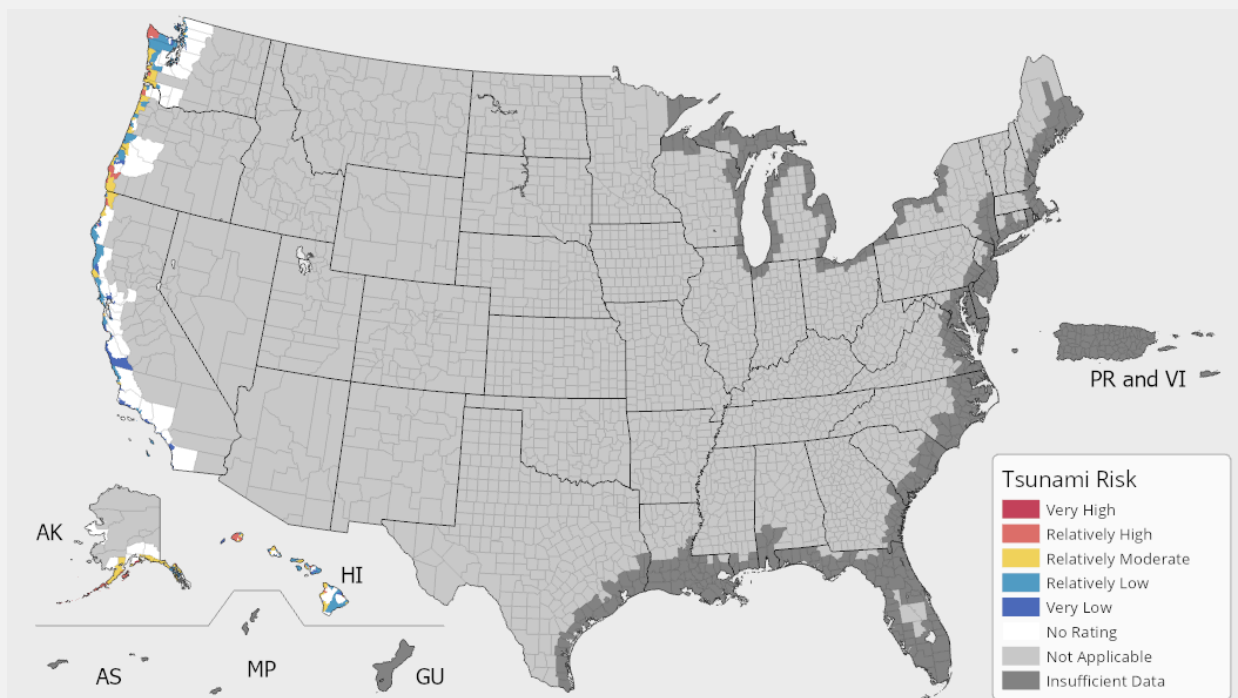 PR and VI
AK
HI
AS
MP
GU
Tsunami Risk
Very High
Relatively High
Relatively Moderate
Relatively Low
Very Low
No Rating
Not Applicable
Insufficient Data